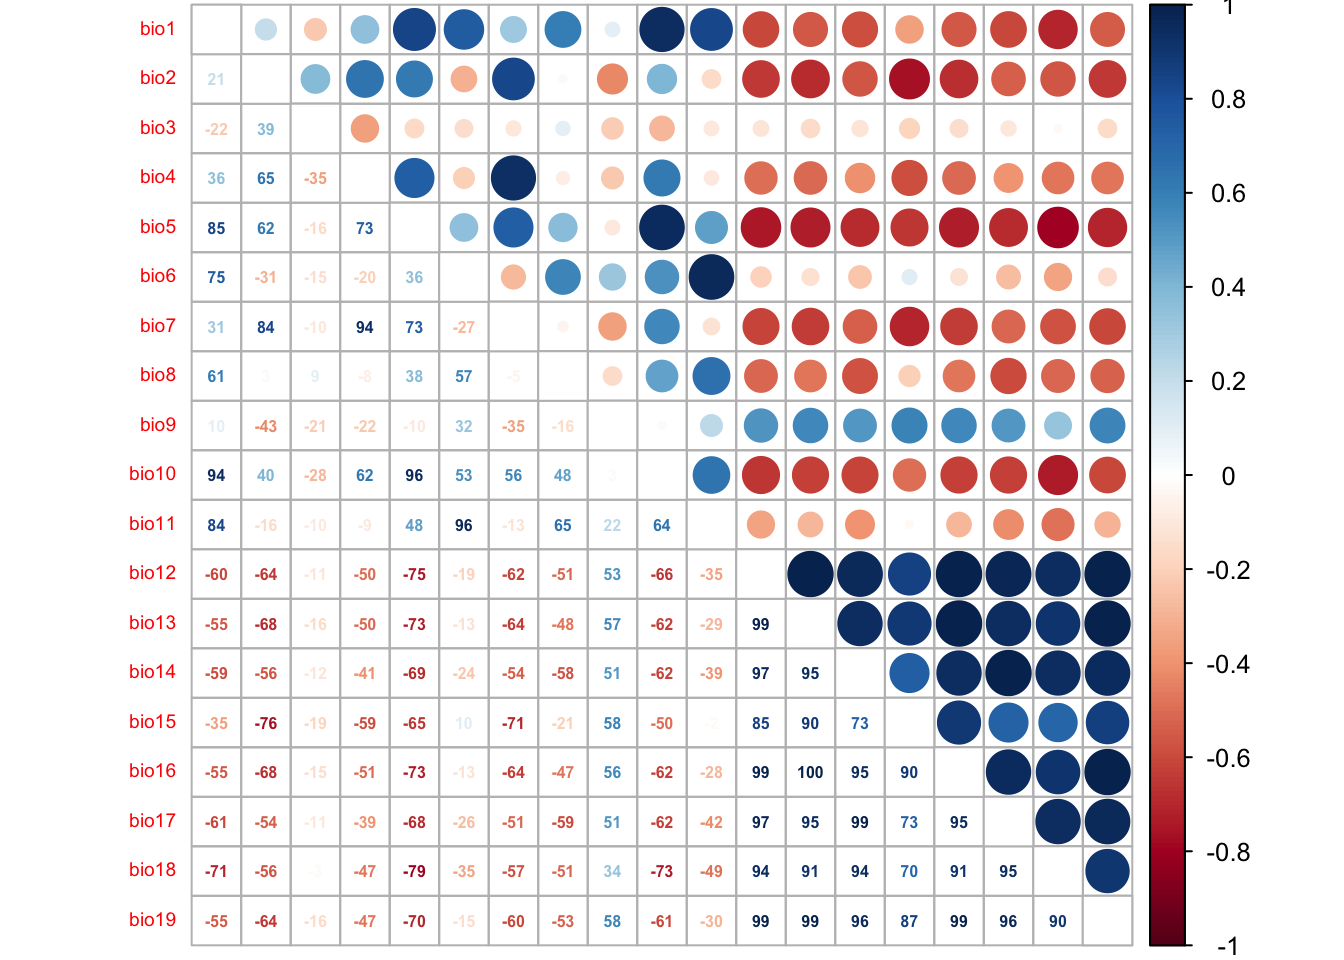 bio1
bio2 21
bio3 -22 39
bio4 36 65 -35
bio5 85 62 -16 73
bio6 75 -31 -15 -20 36
bio7 31 84 -10 94 73 -27
bio8 61 3 9 -8 38 57 -5
bio9 10 -43 -21 -22 -10 32 -35 -16
bio10 94 40 -28 62 96 53 56 48 3
bio11 84 -16 -10 -9 48 96 -13 65 22 64
bio12 -60 -64 -11 -50 -75 -19 -62 -51 53 -66 -35
bio13 -55 -68 -16 -50 -73 -13 -64 -48 57 -62 -29 99
bio14 -59 -56 -12 -41 -69 -24 -54 -58 51 -62 -39 97 95
bio15 -35 -76 -19 -59 -65 10 -71 -21 58 -50 -2 85 90 73
bio16 -55 -68 -15 -51 -73 -13 -64 -47 56 -62 -28 99 100 95 90
bio17 -61 -54 -11 -39 -68 -26 -51 -59 51 -62 -42 97 95 99 73 95
bio18 -71 -56 -3 -47 -79 -35 -57 -51 34 -73 -49 94 91 94 70 91 95
bio19 -55 -64 -16 -47 -70 -15 -60 -53 58 -61 -30 99 99 96 87 99 96 90
1
0.8
0.6
0.4
0.2
0
-0.2
-0.4
-0.6
-0.8
-1